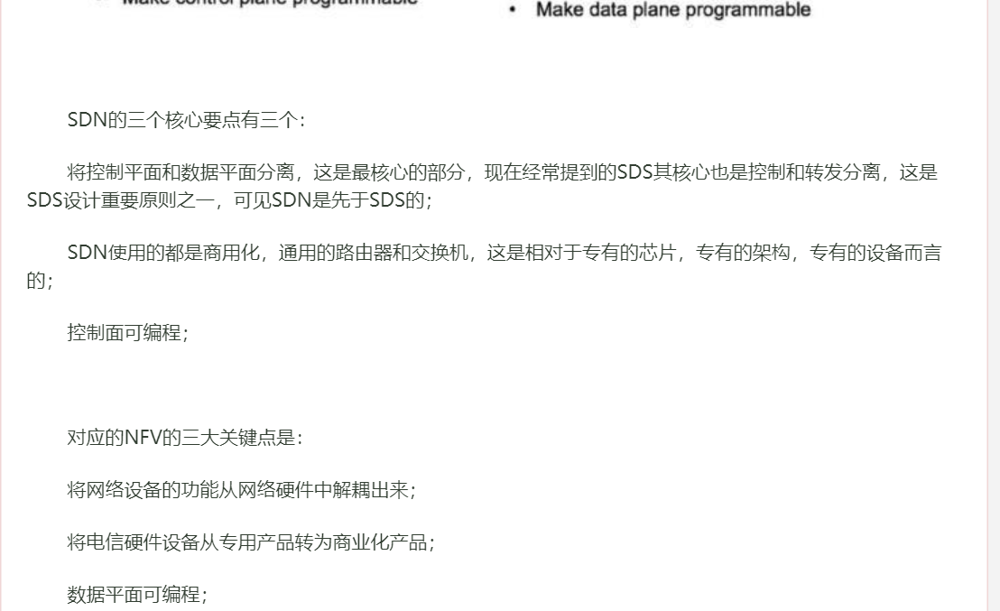 Make control plane programmable
• Make data plane programmable
SDN的三个核心要点有三个：
将控制平面和数据平面分离，这是最核心的部分，现在经常提到的SDS其核心也是控制和转发分离，这是
SDS设计重要原则之一，可见SDN是先于SDS的；
SDN使用的都是商用化，通用的路由器和交换机，这是相对于专有的芯片，专有的架构，专有的设备而言
的；
控制面可编程；
对应的NFV的三大关键点是：
将网络设备的功能从网络硬件中解耦出来；
将电信硬件设备从专用产品转为商业化产品；
数据平面可编程；